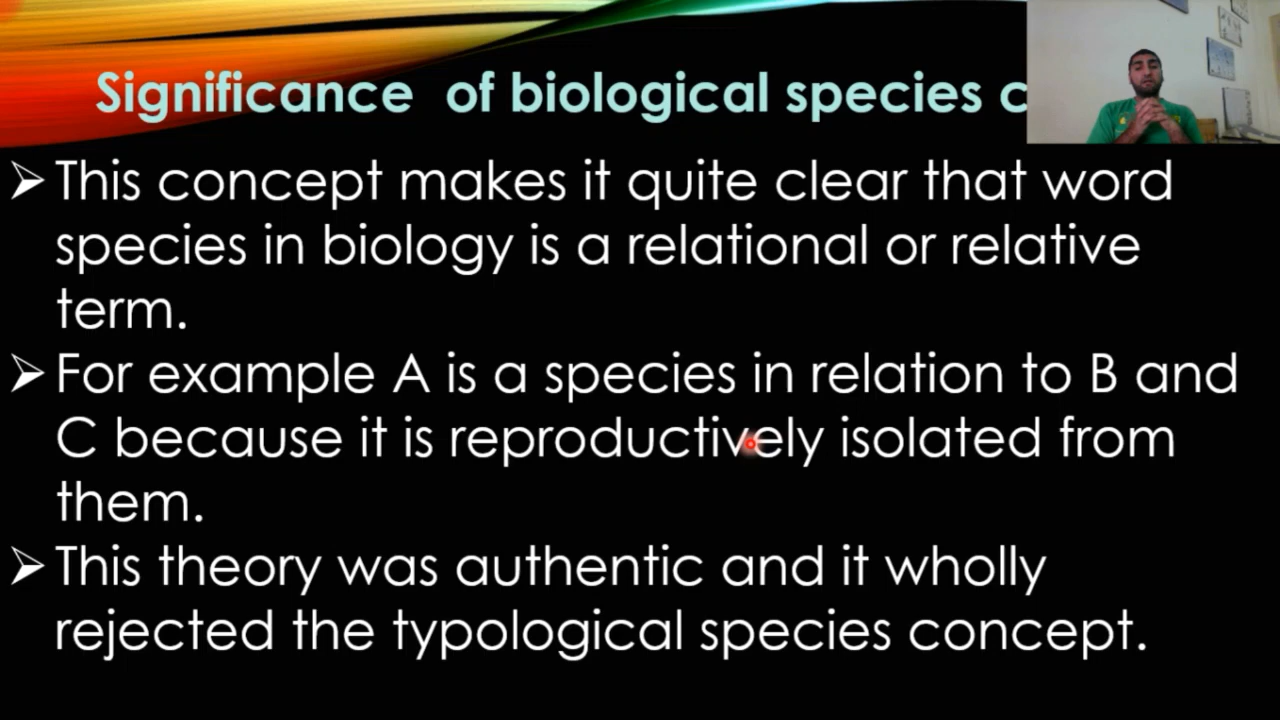 Significance of biological species c
➢ This concept makes it quite clear that word
species in biology is a relational or relative
term.
➢ For example A is a species in relation to B and
C because it is reproductively isolated from
them.
➢ This theory was authentic and it wholly
rejected the typological species concept.